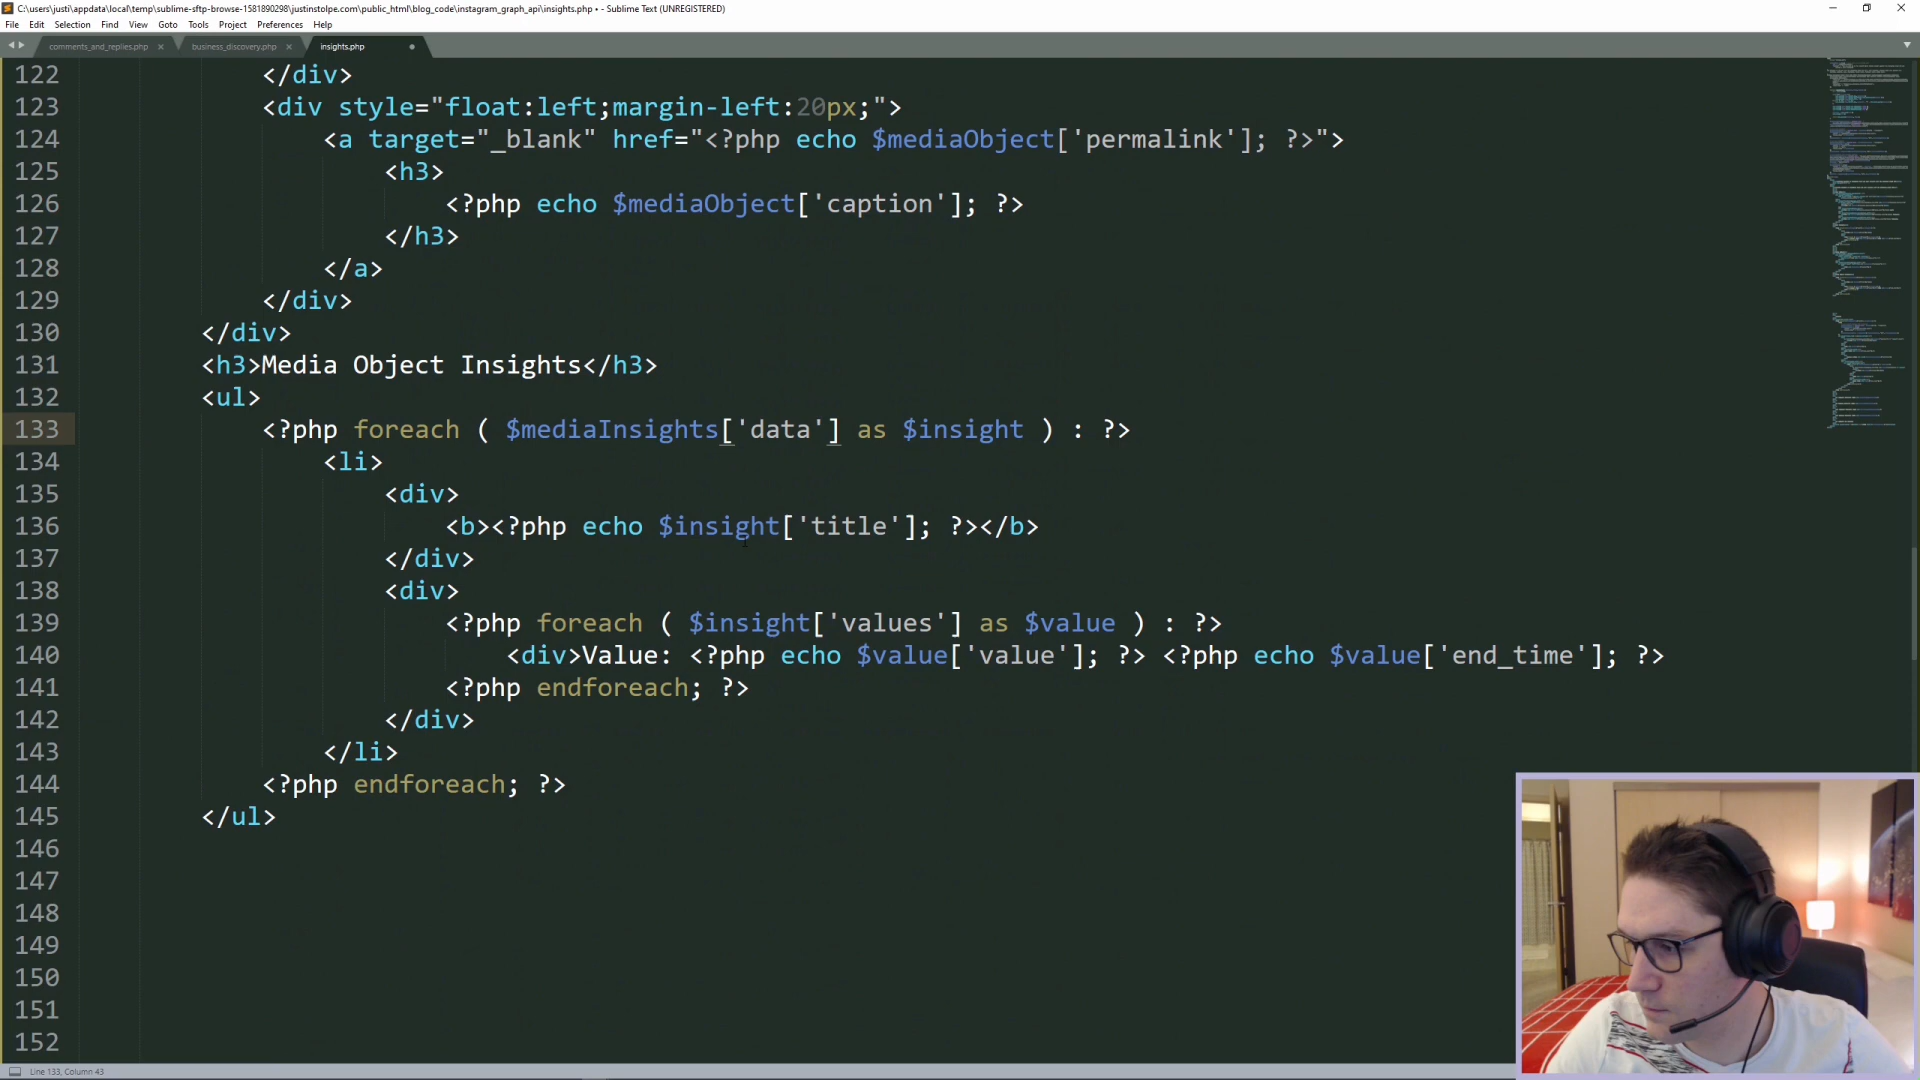 C:\users\justi\appdata\local\temp\sublime-sftp-browse-1581890298\justinstolpe.com\public_html\blog_code\instagram_graph_api\insights.php • - Sublime Text (UNREGISTERED)
File Edit Selection Find View Goto Tools Project Preferences Help
comments_and_replies.php × business_discovery.php × insights.php
122 </div>
123 <div style="float:left;margin-left:20px;">
124 <a target="_blank" href="<?php echo $mediaObject['permalink']; ?>">
125 <h3>
126 <?php echo $mediaObject['caption']; ?>
127 </h3>
128 </a>
129 </div>
130 </div>
131 <h3>Media Object Insights</h3>
132 <ul>
133 <?php foreach ( $mediaInsights['data'] as $insight ) : ?>
134 <li>
135 <div>
136 <b><?php echo $insight['title']; ?></b>
137 </div>
138 <div>
139 <?php foreach ( $insight['values'] as $value ) : ?>
140 <div>Value: <?php echo $value['value']; ?> <?php echo $value['end_time']; ?>
141 <?php endforeach; ?>
142 </div>
143 </li>
144 <?php endforeach; ?>
145 </ul>
146
147
148
149
150
151
152
Line 133, Column 43